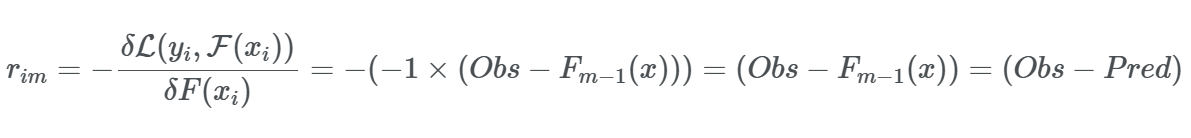 $r_{im} = -\frac{\delta \mathcal{L}(y_i, \mathcal{F}(x_i))}{\delta F(x_i)} = -(-1 \times (Obs - F_{m-1}(x))) = (Obs - F_{m-1}(x)) = (Obs - Pred)$